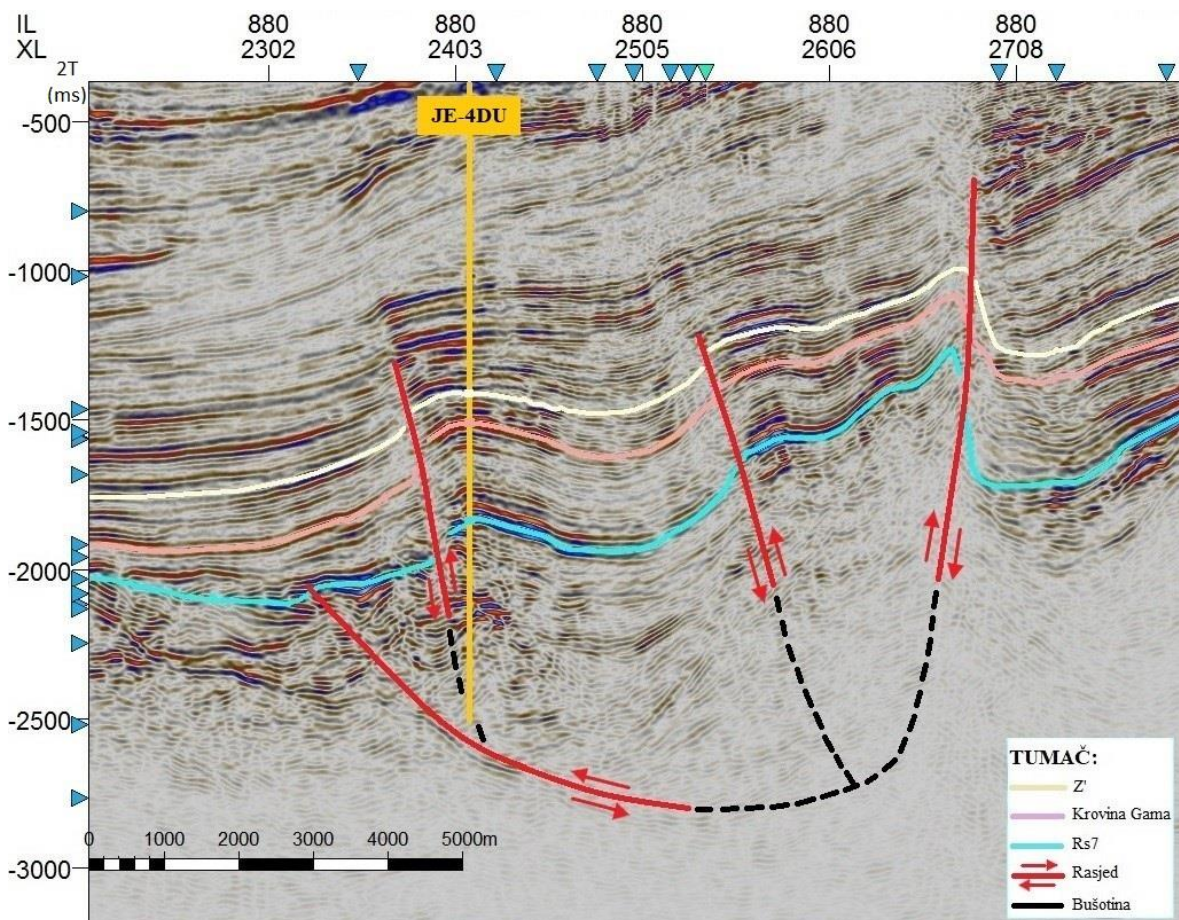 IL 880 880 880 880 880
XL 2302 2403 2505 2606 2708
2T
(ms)
JE-4DU
-500
-1000
-1500
-2000
-2500
-3000
0 1000 2000 3000 4000 5000m
TUMAČ:
Z'
Krovina Gama
Rs7
Rasjed
Bušotina